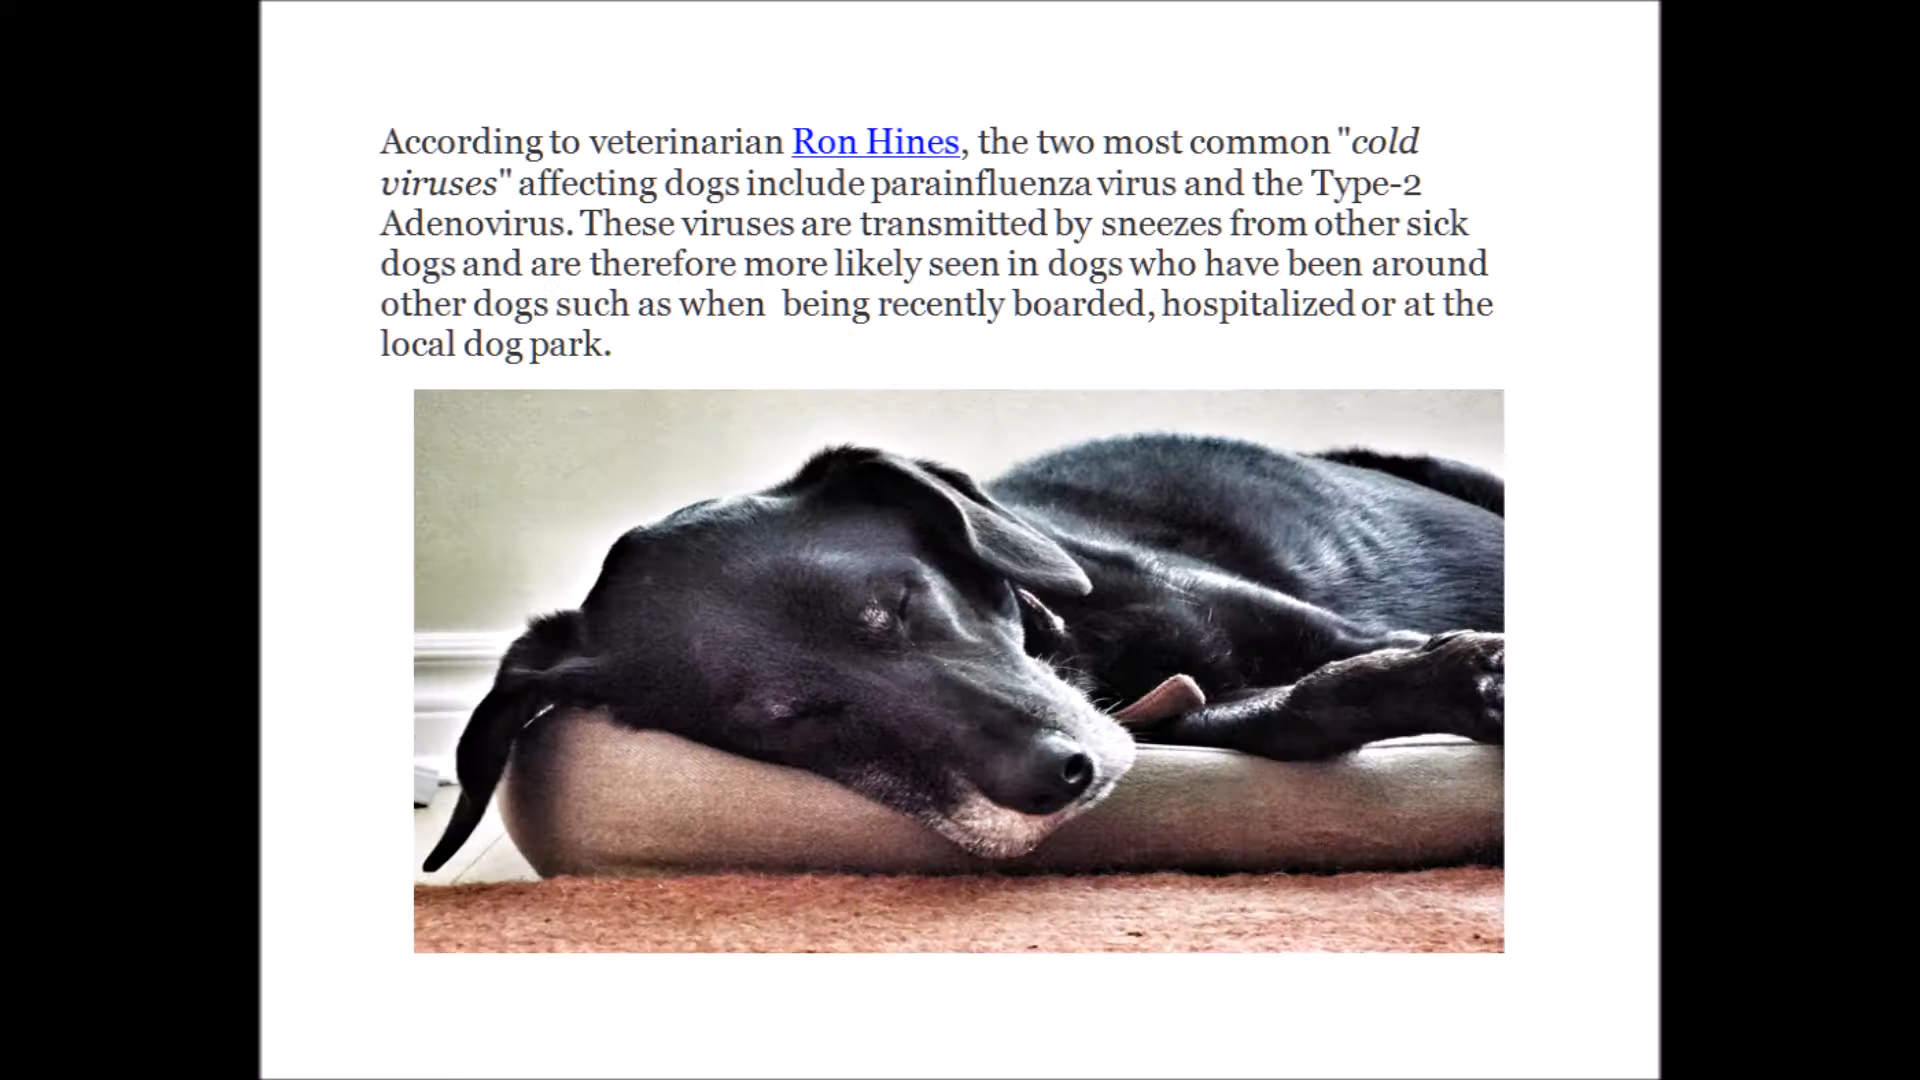 According to veterinarian Ron Hines, the two most common "cold
viruses" affecting dogs include parainfluenza virus and the Type-2
Adenovirus. These viruses are transmitted by sneezes from other sick
dogs and are therefore more likely seen in dogs who have been around
other dogs such as when  being recently boarded, hospitalized or at the
local dog park.